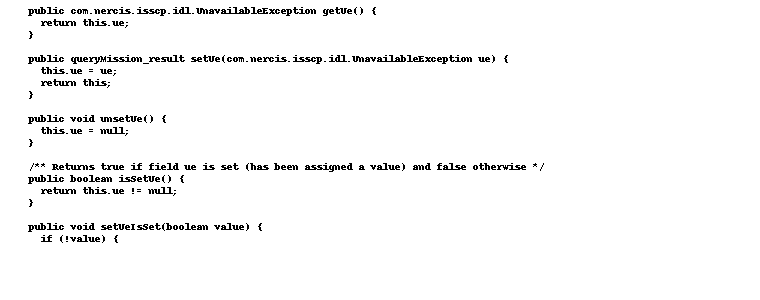 public com.nercis.isscp.idl.UnavailableException getUe() {
return this.ue;
}
public queryMission_result setUe(com.nercis.isscp.idl.UnavailableException ue) {
this.ue = ue;
return this;
}
public void unsetUe() {
this.ue = null;
}
/** Returns true if field ue is set (has been assigned a value) and false otherwise */
public boolean isSetUe() {
return this.ue != null;
}
public void setUeIsSet(boolean value) {
if (!value) {